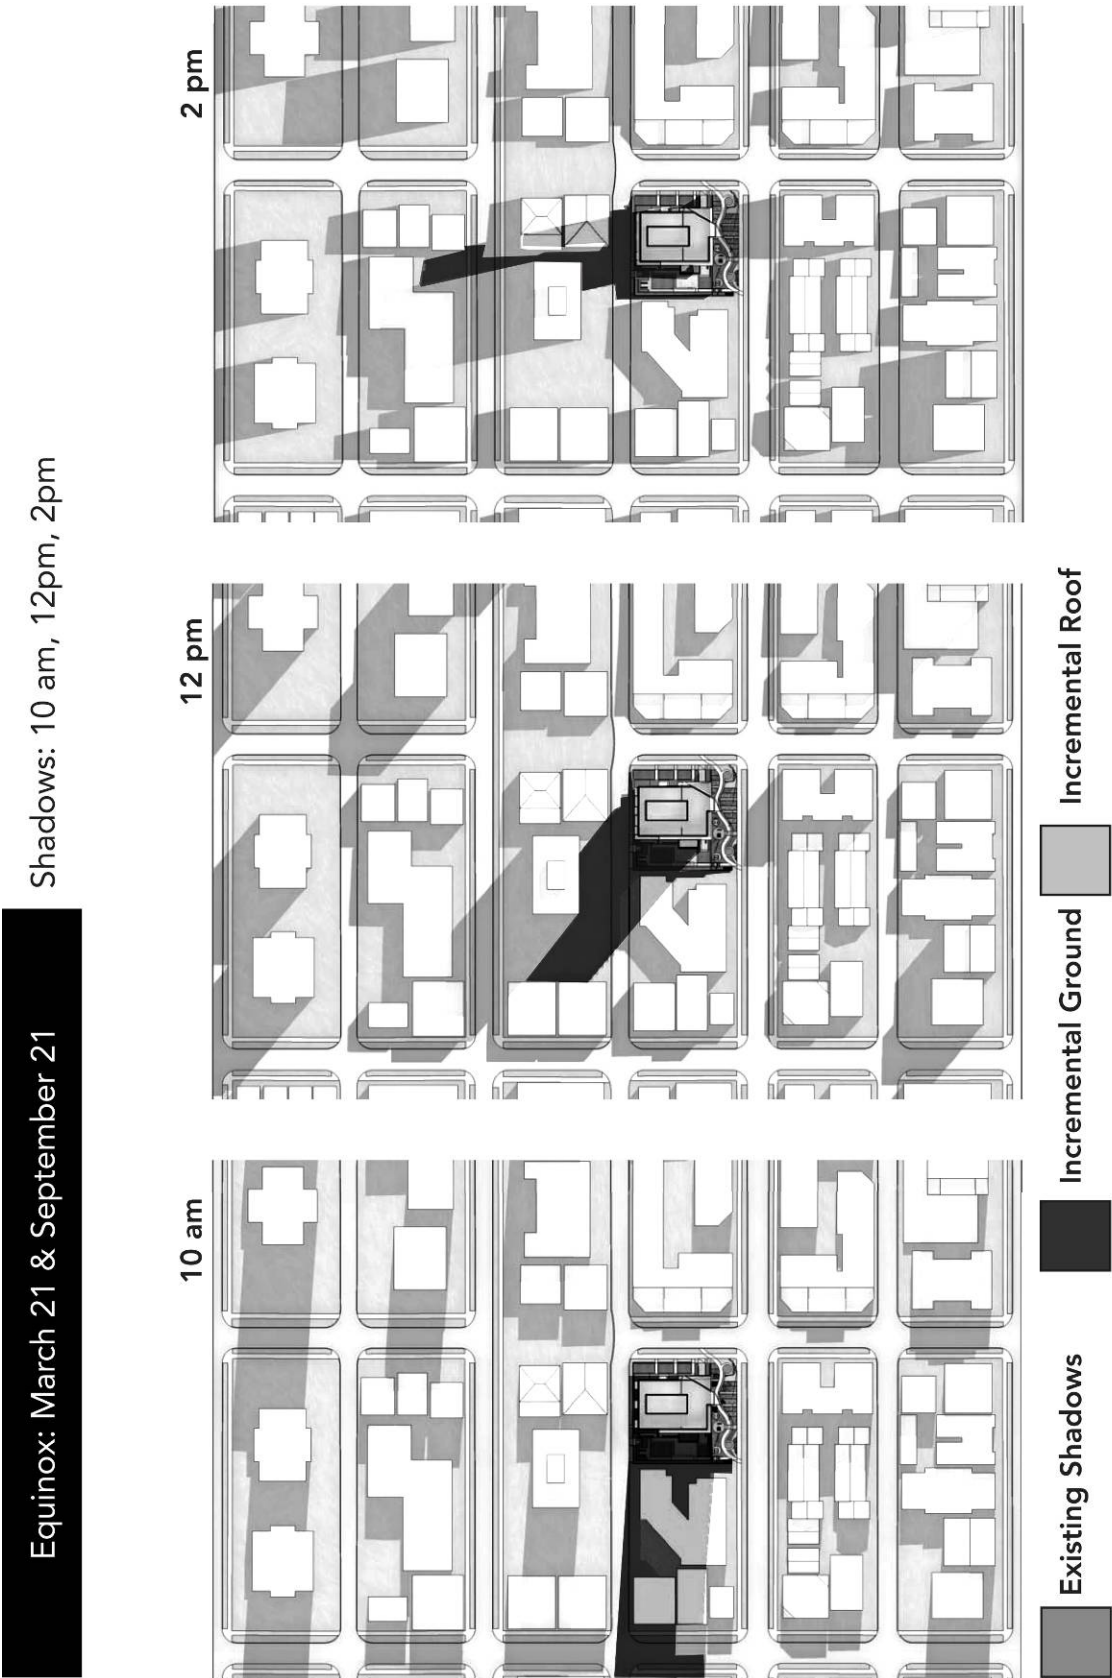 Equinox: March 21 & September 21
Shadows: 10 am, 12pm, 2pm
10 am
12 pm
2 pm
Existing Shadows
Incremental Ground
Incremental Roof